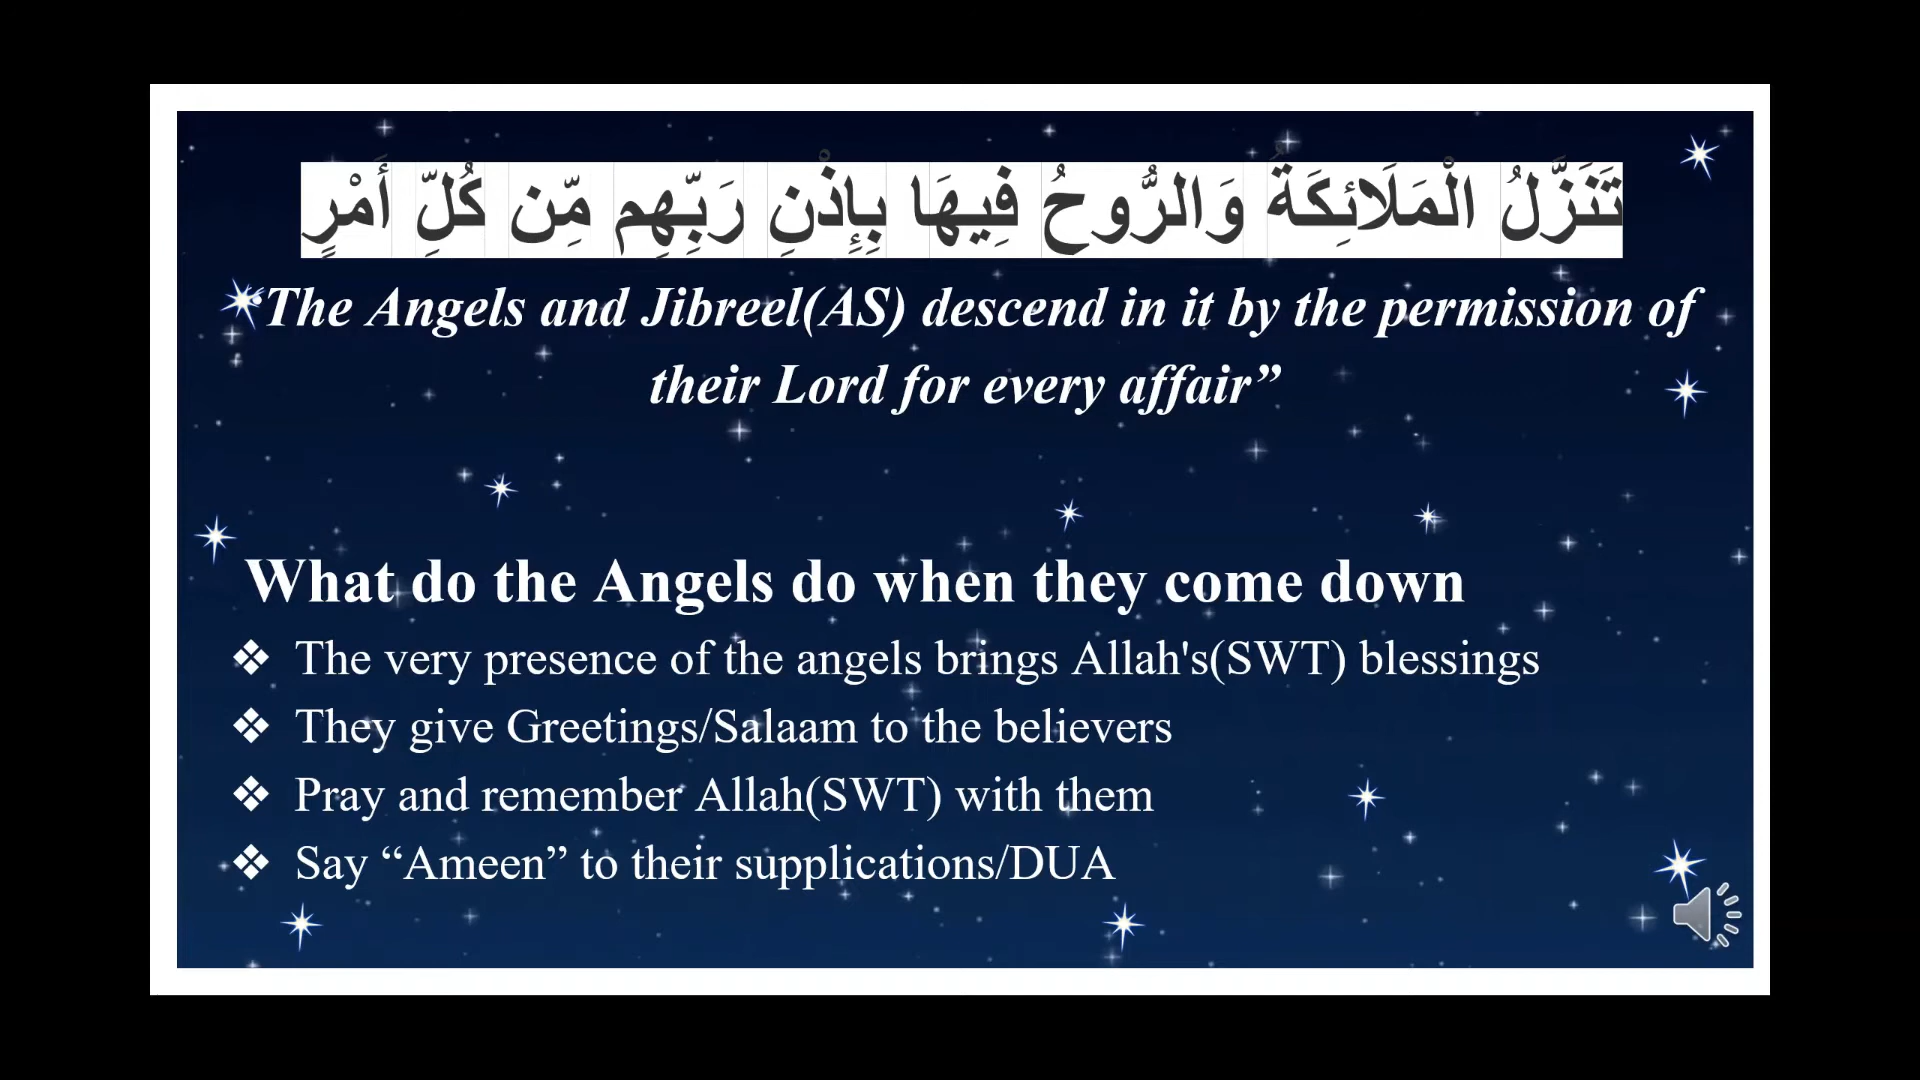 تَنَزَّلُ الْمَلَائِكَةُ وَالرُّوحُ فِيهَا بِإِذْنِ رَبِّهِم مِّن كُلِّ أَمْرٍ
“The Angels and Jibreel(AS) descend in it by the permission of
their Lord for every affair”
What do the Angels do when they come down
❖ The very presence of the angels brings Allah's(SWT) blessings
❖ They give Greetings/Salaam to the believers
❖ Pray and remember Allah(SWT) with them
❖ Say “Ameen” to their supplications/DUA